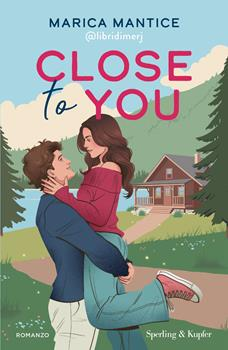 MARICA MANTICE
@libridimerj
CLOSE
to YOU
ROMANZO
Sperling & Kupfer